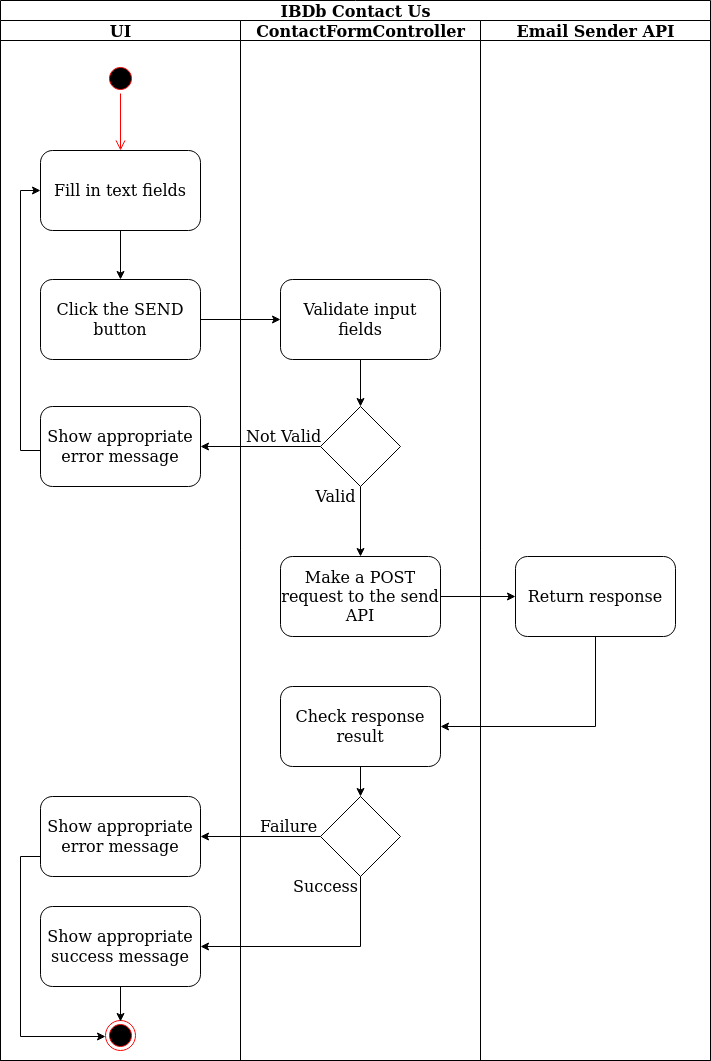 IBDb Contact Us
UI
ContactFormController
Email Sender API
Fill in text fields
Click the SEND
button
Validate input
fields
Show appropriate
error message
Not Valid
Valid
Make a POST
request to the send
API
Return response
Check response
result
Show appropriate
error message
Failure
Success
Show appropriate
success message